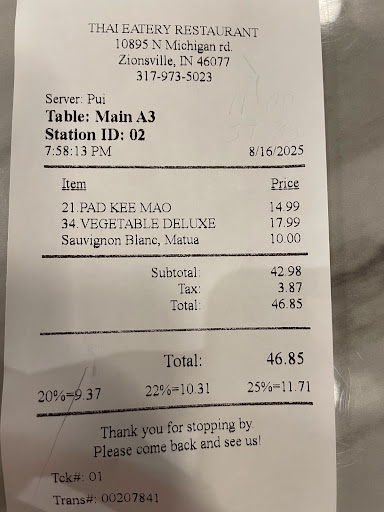 THAI EATERY RESTAURANT
10895 N Michigan rd.
Zionsville, IN 46077
317-973-5023
Server: Pui
Table: Main A3
Station ID: 02
7:58:13 PM 8/16/2025
Item Price
21.PAD KEE MAO 14.99
34.VEGETABLE DELUXE 17.99
Sauvignon Blanc, Matua 10.00
Subtotal: 42.98
Tax: 3.87
Total: 46.85
Total: 46.85
20%=9.37 22%=10.31 25%=11.71
Thank you for stopping by.
Please come back and see us!
Tck#: 01
Trans#: 00207841